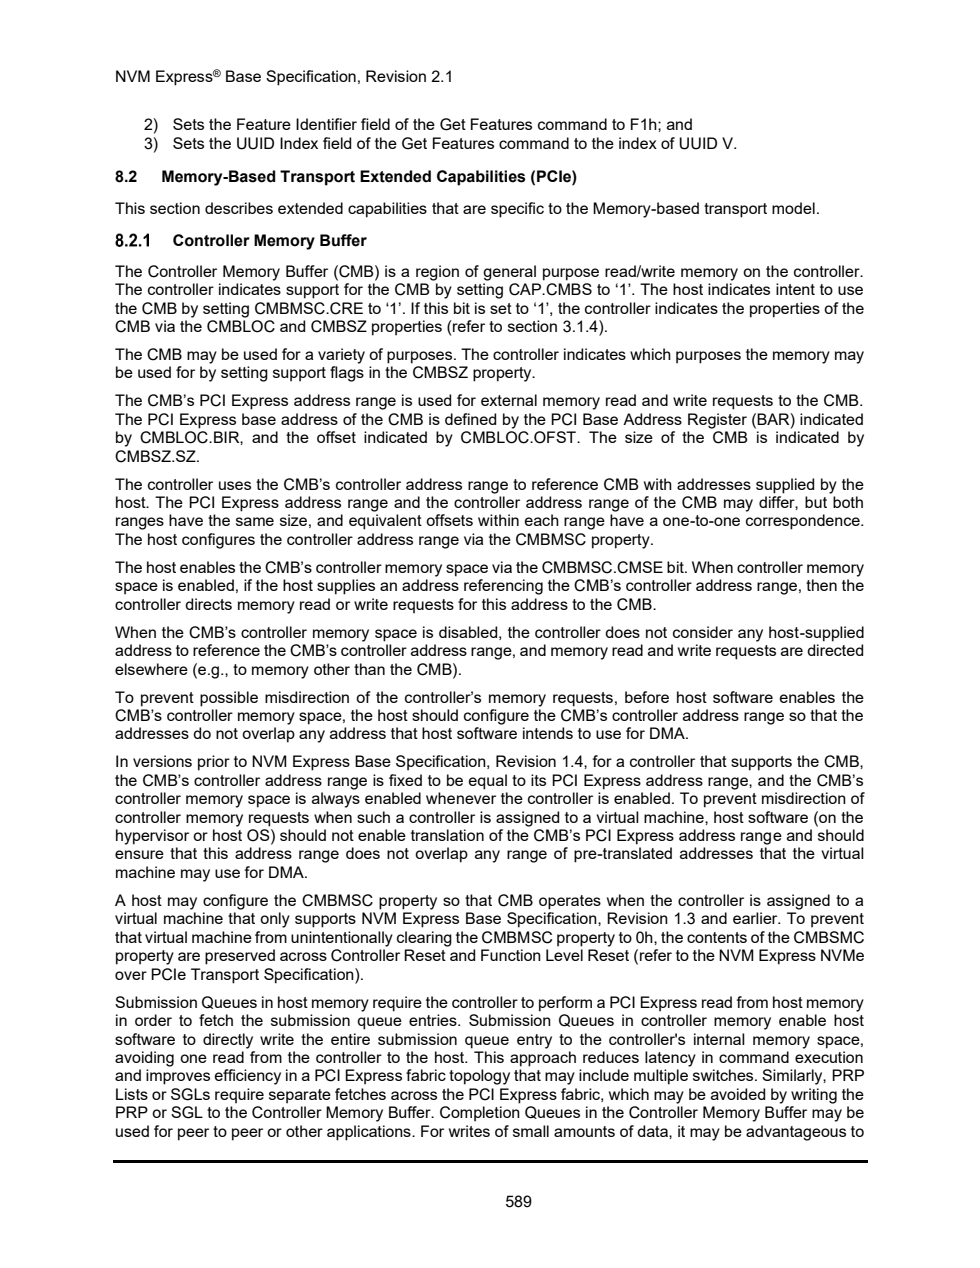 NVM Express® Base Specification, Revision 2.1
2) Sets the Feature Identifier field of the Get Features command to F1h; and
3) Sets the UUID Index field of the Get Features command to the index of UUID V.
8.2 Memory-Based Transport Extended Capabilities (PCIe)
This section describes extended capabilities that are specific to the Memory-based transport model.
8.2.1 Controller Memory Buffer
The Controller Memory Buffer (CMB) is a region of general purpose read/write memory on the controller.
The controller indicates support for the CMB by setting CAP.CMBS to ‘1’. The host indicates intent to use
the CMB by setting CMBMSC.CRE to ‘1’. If this bit is set to ‘1’, the controller indicates the properties of the
CMB via the CMBLOC and CMBSZ properties (refer to section 3.1.4).
The CMB may be used for a variety of purposes. The controller indicates which purposes the memory may
be used for by setting support flags in the CMBSZ property.
The CMB’s PCI Express address range is used for external memory read and write requests to the CMB.
The PCI Express base address of the CMB is defined by the PCI Base Address Register (BAR) indicated
by CMBLOC.BIR, and the offset indicated by CMBLOC.OFST. The size of the CMB is indicated by
CMBSZ.SZ.
The controller uses the CMB’s controller address range to reference CMB with addresses supplied by the
host. The PCI Express address range and the controller address range of the CMB may differ, but both
ranges have the same size, and equivalent offsets within each range have a one-to-one correspondence.
The host configures the controller address range via the CMBMSC property.
The host enables the CMB’s controller memory space via the CMBMSC.CMSE bit. When controller memory
space is enabled, if the host supplies an address referencing the CMB’s controller address range, then the
controller directs memory read or write requests for this address to the CMB.
When the CMB’s controller memory space is disabled, the controller does not consider any host-supplied
address to reference the CMB’s controller address range, and memory read and write requests are directed
elsewhere (e.g., to memory other than the CMB).
To prevent possible misdirection of the controller’s memory requests, before host software enables the
CMB’s controller memory space, the host should configure the CMB’s controller address range so that the
addresses do not overlap any address that host software intends to use for DMA.
In versions prior to NVM Express Base Specification, Revision 1.4, for a controller that supports the CMB,
the CMB’s controller address range is fixed to be equal to its PCI Express address range, and the CMB’s
controller memory space is always enabled whenever the controller is enabled. To prevent misdirection of
controller memory requests when such a controller is assigned to a virtual machine, host software (on the
hypervisor or host OS) should not enable translation of the CMB’s PCI Express address range and should
ensure that this address range does not overlap any range of pre-translated addresses that the virtual
machine may use for DMA.
A host may configure the CMBMSC property so that CMB operates when the controller is assigned to a
virtual machine that only supports NVM Express Base Specification, Revision 1.3 and earlier. To prevent
that virtual machine from unintentionally clearing the CMBMSC property to 0h, the contents of the CMBSMC
property are preserved across Controller Reset and Function Level Reset (refer to the NVM Express NVMe
over PCIe Transport Specification).
Submission Queues in host memory require the controller to perform a PCI Express read from host memory
in order to fetch the submission queue entries. Submission Queues in controller memory enable host
software to directly write the entire submission queue entry to the controller's internal memory space,
avoiding one read from the controller to the host. This approach reduces latency in command execution
and improves efficiency in a PCI Express fabric topology that may include multiple switches. Similarly, PRP
Lists or SGLs require separate fetches across the PCI Express fabric, which may be avoided by writing the
PRP or SGL to the Controller Memory Buffer. Completion Queues in the Controller Memory Buffer may be
used for peer to peer or other applications. For writes of small amounts of data, it may be advantageous to
589